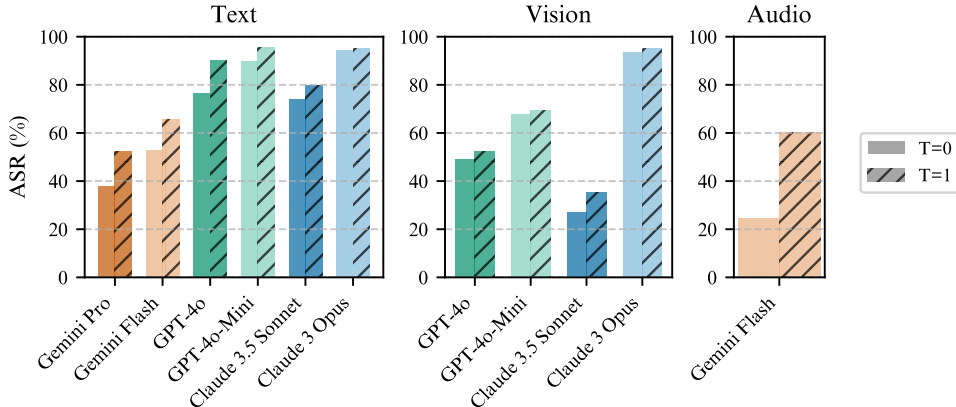 Text
Vision
Audio
ASR (%)
100
80
60
40
20
0
Gemini Pro
Gemini Flash
GPT-4o
GPT-4o-Mini
Claude 3.5 Sonnet
Claude 3 Opus
100
80
60
40
20
0
GPT-4o
GPT-4o-Mini
Claude 3.5 Sonnet
Claude 3 Opus
100
80
60
40
20
0
Gemini Flash
T=0
T=1